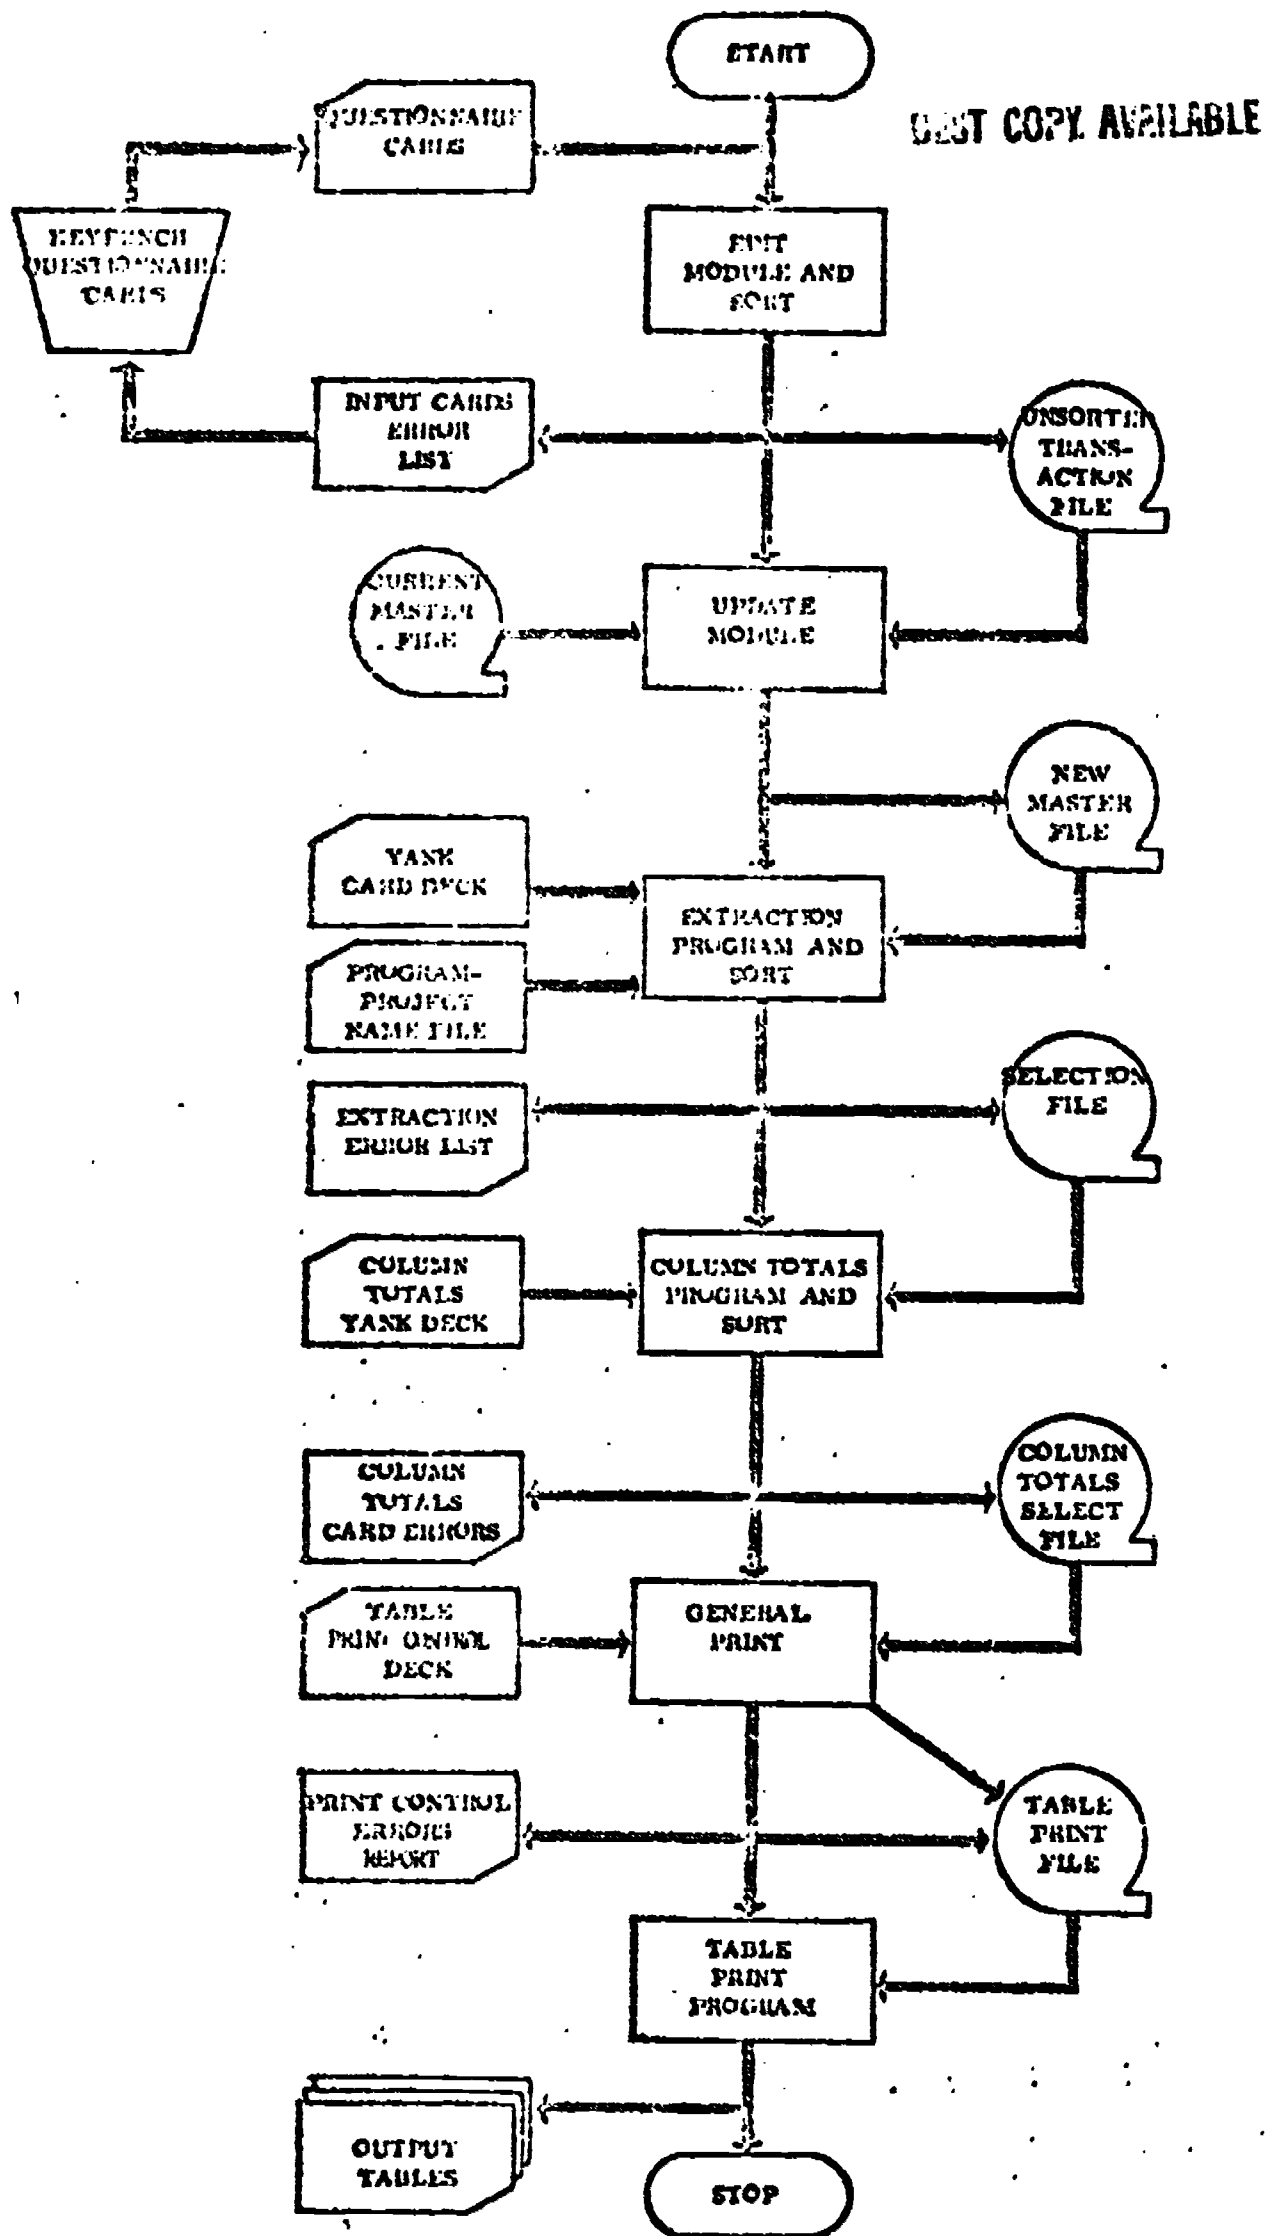 START
BEST COPY AVAILABLE
QUESTIONNAIRE
CARDS
KEYPUNCH
QUESTIONNAIRE
CARDS
EDIT
MODULE AND
SORT
INPUT CARDS
ERROR
LIST
UNSORTED
TRANS-
ACTION
FILE
CURRENT
MASTER
FILE
UPDATE
MODULE
NEW
MASTER
FILE
YANK
CARD DECK
EXTRACTION
PROGRAM AND
SORT
PROGRAM-
PROJECT
NAME FILE
SELECTION
FILE
EXTRACTION
ERROR LIST
COLUMN
TOTALS
YANK DECK
COLUMN TOTALS
PROGRAM AND
SORT
COLUMN
TOTALS
CARD ERRORS
COLUMN
TOTALS
SELECT
FILE
TABLE
PRINT CONTROL
DECK
GENERAL
PRINT
PRINT CONTROL
ERRORS
REPORT
TABLE
PRINT
FILE
TABLE
PRINT
PROGRAM
OUTPUT
TABLES
STOP